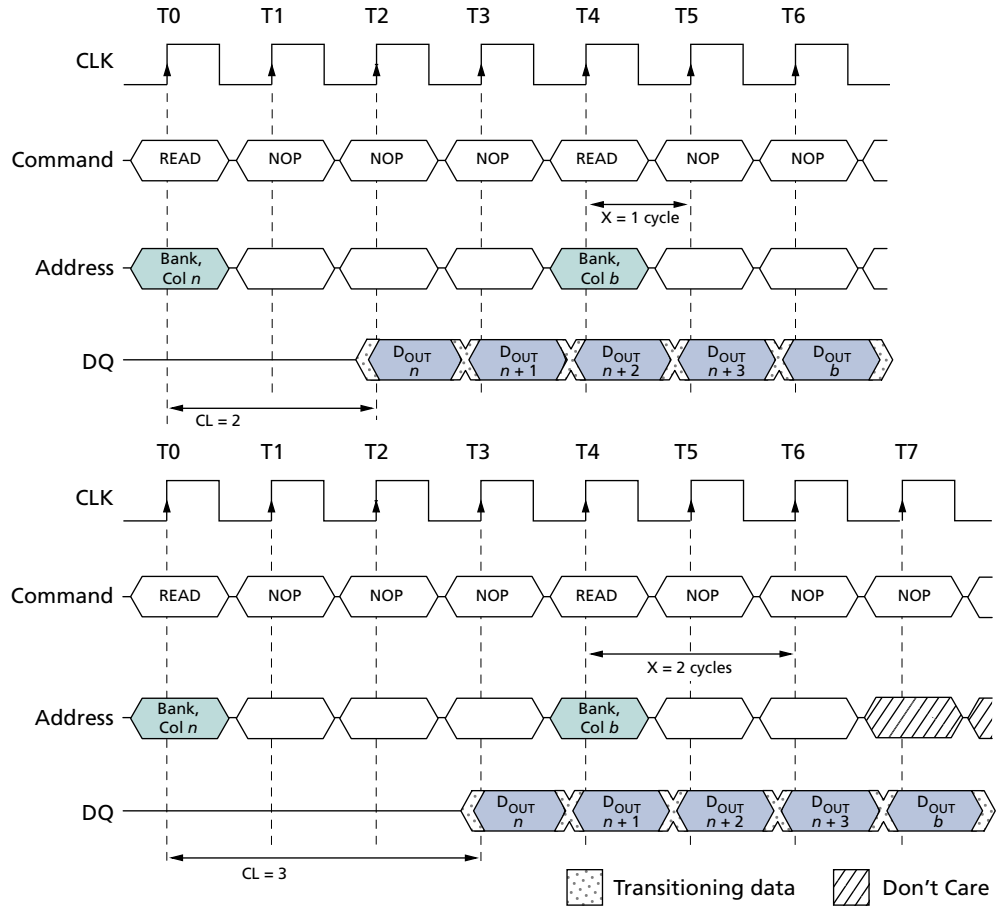 T0 T1 T2 T3 T4 T5 T6
CLK
Command READ NOP NOP NOP READ NOP NOP
X = 1 cycle
Address Bank, Col n Bank, Col b
DQ DOUT n DOUT n + 1 DOUT n + 2 DOUT n + 3 DOUT b
CL = 2
T0 T1 T2 T3 T4 T5 T6 T7
CLK
Command READ NOP NOP NOP READ NOP NOP NOP
X = 2 cycles
Address Bank, Col n Bank, Col b
DQ DOUT n DOUT n + 1 DOUT n + 2 DOUT n + 3 DOUT b
CL = 3
Transitioning data Don't Care